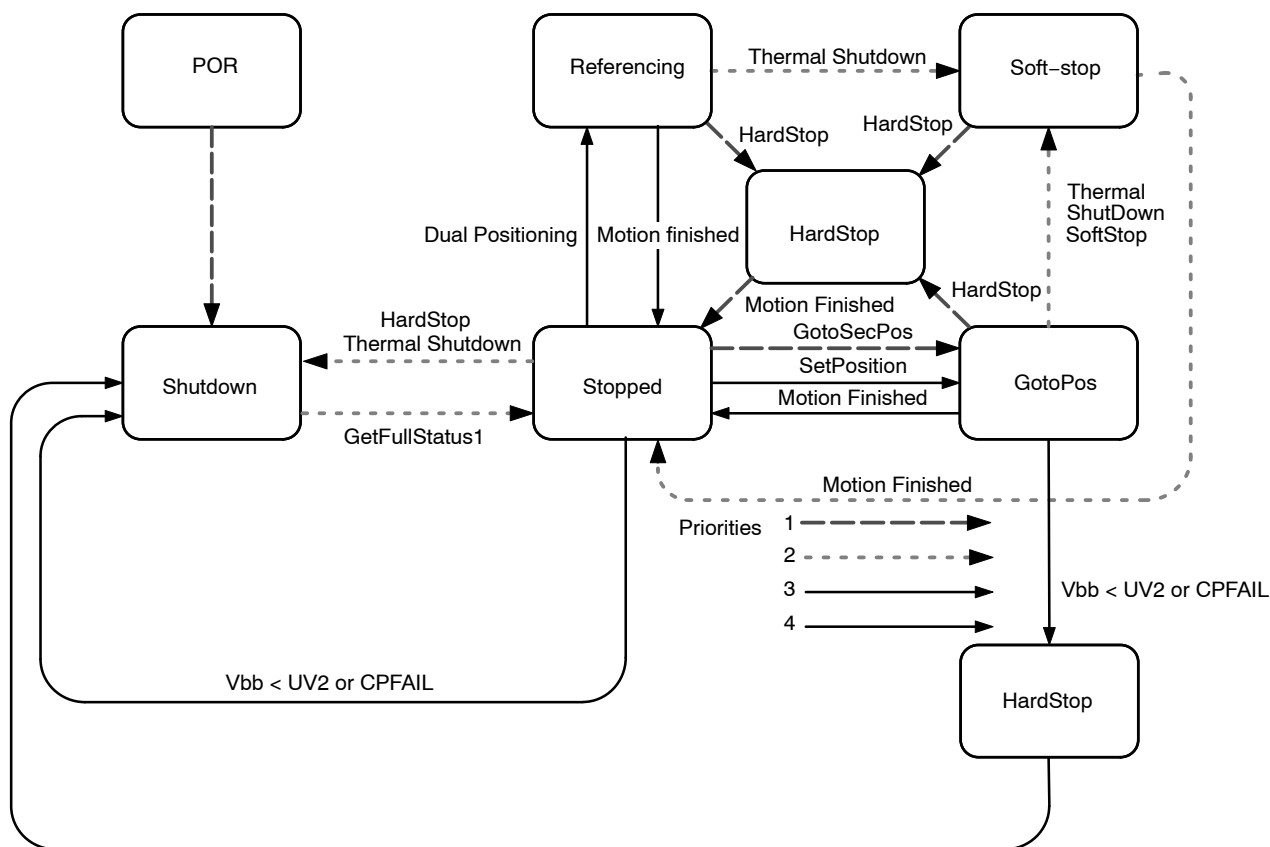 POR
Referencing
Thermal Shutdown
Soft−stop
HardStop
HardStop
Thermal
ShutDown
SoftStop
Dual Positioning
Motion finished
HardStop
HardStop
Motion Finished
HardStop
Thermal Shutdown
GotoSecPos
SetPosition
Motion Finished
Shutdown
Stopped
GotoPos
GetFullStatus1
Motion Finished
Priorities
1
2
3
4
Vbb < UV2 or CPFAIL
Vbb < UV2 or CPFAIL
HardStop